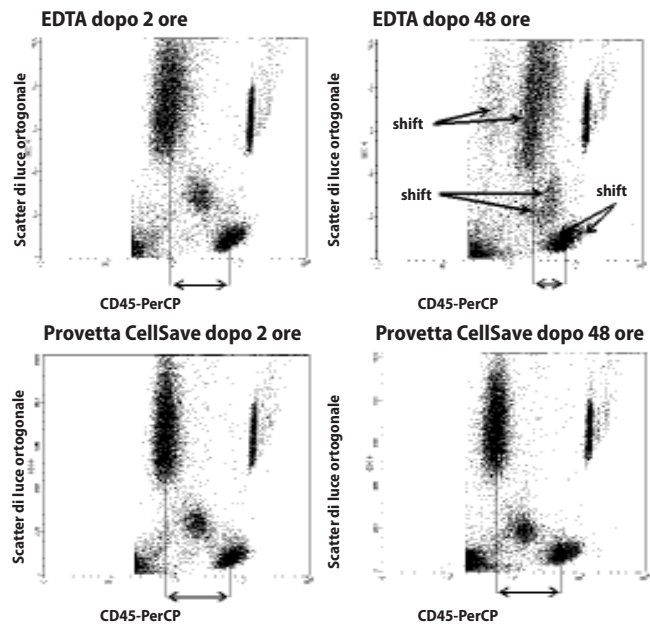 EDTA dopo 2 ore
EDTA dopo 48 ore
Scatter di luce ortogonale
CD45-PerCP
Scatter di luce ortogonale
shift
shift
shift
CD45-PerCP
Provetta CellSave dopo 2 ore
Provetta CellSave dopo 48 ore
Scatter di luce ortogonale
CD45-PerCP
Scatter di luce ortogonale
CD45-PerCP